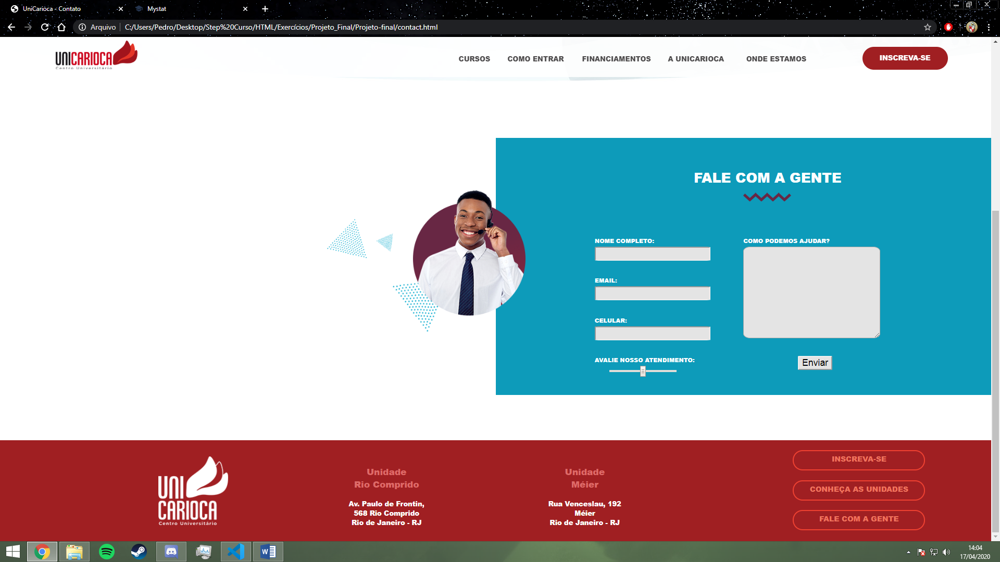 UniCarioca - Contato
Mystat
Arquivo
C:/Users/Pedro/Desktop/Step%20Curso/HTML/Exercícios/Projeto_Final/Projeto-final/contact.html
UNICARIOCA
Centro Universitário
CURSOS
COMO ENTRAR
FINANCIAMENTOS
A UNICARIOCA
ONDE ESTAMOS
INSCREVA-SE
FALE COM A GENTE
NOME COMPLETO:
COMO PODEMOS AJUDAR?
EMAIL:
CELULAR:
AVALIE NOSSO ATENDIMENTO:
Enviar
UNI
CARIOCA
Centro Universitário
Unidade
Rio Comprido
Av. Paulo de Frontin,
568 Rio Comprido
Rio de Janeiro - RJ
Unidade
Méier
Rua Venceslau, 192
Méier
Rio de Janeiro - RJ
INSCREVA-SE
CONHEÇA AS UNIDADES
FALE COM A GENTE
14:04
17/04/2020